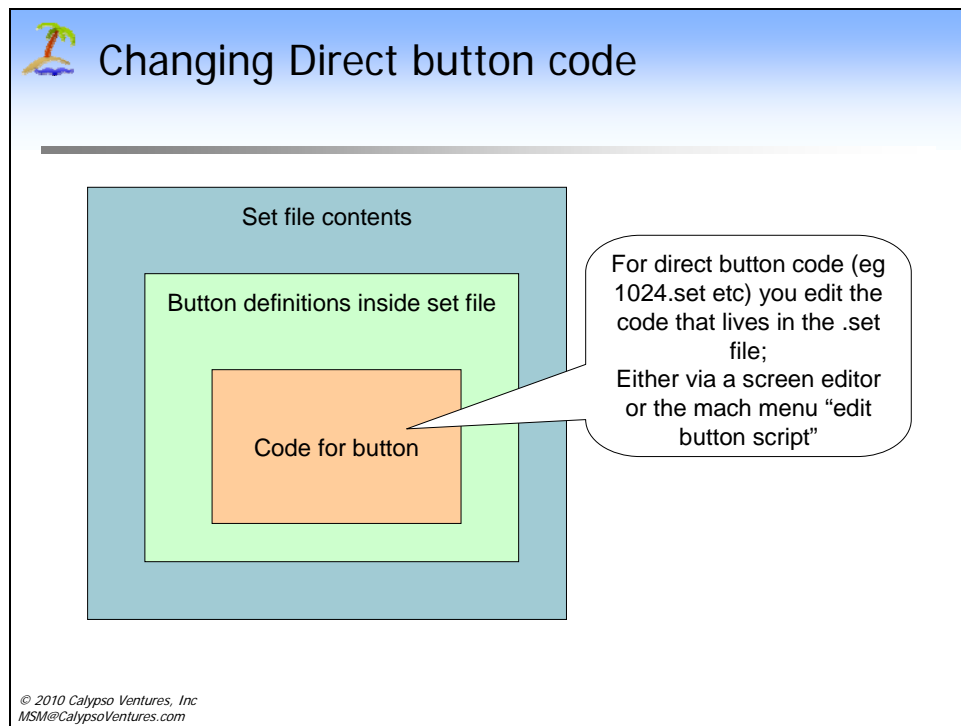 Changing Direct button code
Set file contents
Button definitions inside set file
Code for button
For direct button code (eg
1024.set etc) you edit the
code that lives in the .set
file;
Either via a screen editor
or the mach menu “edit
button script”
© 2010 Calypso Ventures, Inc
MSM@CalypsoVentures.com